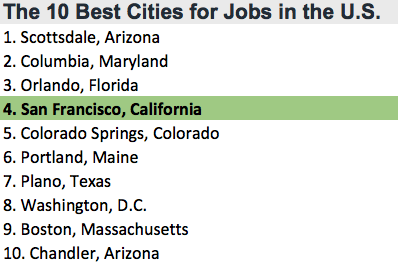 The 10 Best Cities for Jobs in the U.S.
1. Scottsdale, Arizona
2. Columbia, Maryland
3. Orlando, Florida
4. San Francisco, California
5. Colorado Springs, Colorado
6. Portland, Maine
7. Plano, Texas
8. Washington, D.C.
9. Boston, Massachusetts
10. Chandler, Arizona